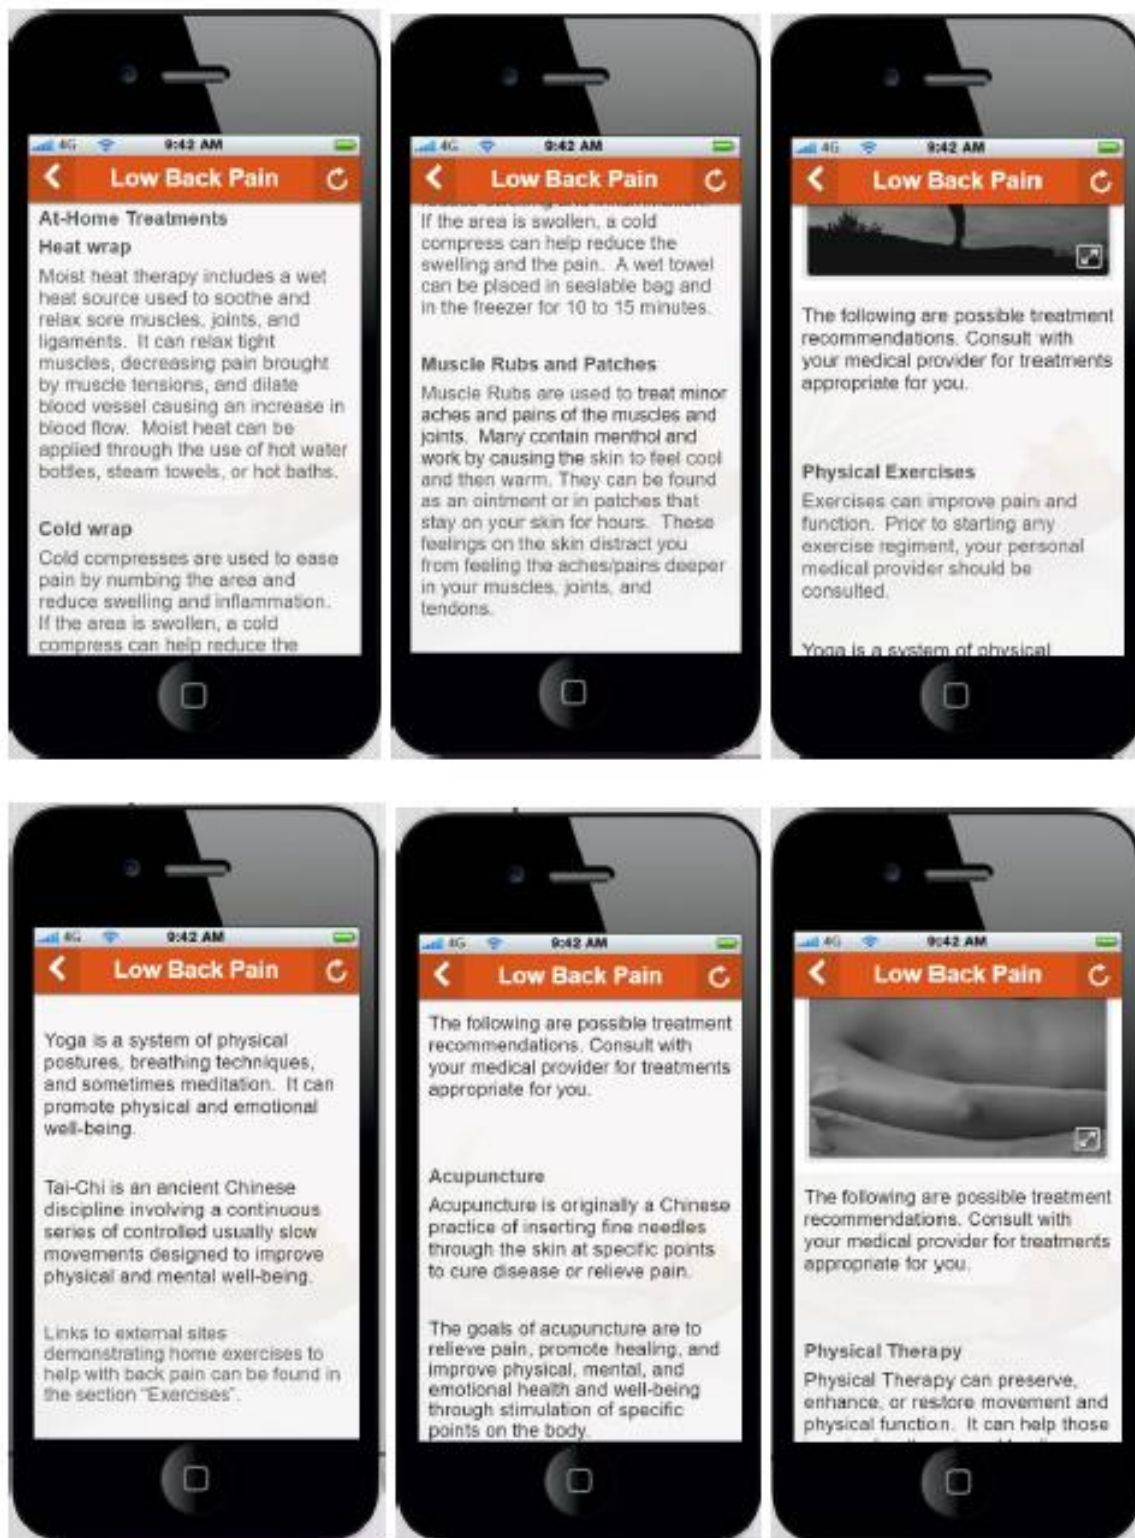 4G 9:42 AM
Low Back Pain
At-Home Treatments
Heat wrap
Moist heat therapy includes a wet
heat source used to soothe and
relax sore muscles, joints, and
ligaments. It can relax tight
muscles, decreasing pain brought
by muscle tensions, and dilate
blood vessel causing an increase in
blood flow. Moist heat can be
applied through the use of hot water
bottles, steam towels, or hot baths.
Cold wrap
Cold compresses are used to ease
pain by numbing the area and
reduce swelling and inflammation.
If the area is swollen, a cold
compress can help reduce the
4G 9:42 AM
Low Back Pain
reduce swelling and inflammation.
If the area is swollen, a cold
compress can help reduce the
swelling and the pain. A wet towel
can be placed in sealable bag and
in the freezer for 10 to 15 minutes.
Muscle Rubs and Patches
Muscle Rubs are used to treat minor
aches and pains of the muscles and
joints. Many contain menthol and
work by causing the skin to feel cool
and then warm. They can be found
as an ointment or in patches that
stay on your skin for hours. These
feelings on the skin distract you
from feeling the aches/pains deeper
in your muscles, joints, and
tendons.
4G 9:42 AM
Low Back Pain
The following are possible treatment
recommendations. Consult with
your medical provider for treatments
appropriate for you.
Physical Exercises
Exercises can improve pain and
function. Prior to starting any
exercise regiment, your personal
medical provider should be
consulted.
Yoga is a system of physical
4G 9:42 AM
Low Back Pain
Yoga is a system of physical
postures, breathing techniques,
and sometimes meditation. It can
promote physical and emotional
well-being.
Tai-Chi is an ancient Chinese
discipline involving a continuous
series of controlled usually slow
movements designed to improve
physical and mental well-being.
Links to external sites
demonstrating home exercises to
help with back pain can be found in
the section "Exercises".
4G 9:42 AM
Low Back Pain
The following are possible treatment
recommendations. Consult with
your medical provider for treatments
appropriate for you.
Acupuncture
Acupuncture is originally a Chinese
practice of inserting fine needles
through the skin at specific points
to cure disease or relieve pain.
The goals of acupuncture are to
relieve pain, promote healing, and
improve physical, mental, and
emotional health and well-being
through stimulation of specific
points on the body.
4G 9:42 AM
Low Back Pain
The following are possible treatment
recommendations. Consult with
your medical provider for treatments
appropriate for you.
Physical Therapy
Physical Therapy can preserve,
enhance, or restore movement and
physical function. It can help those